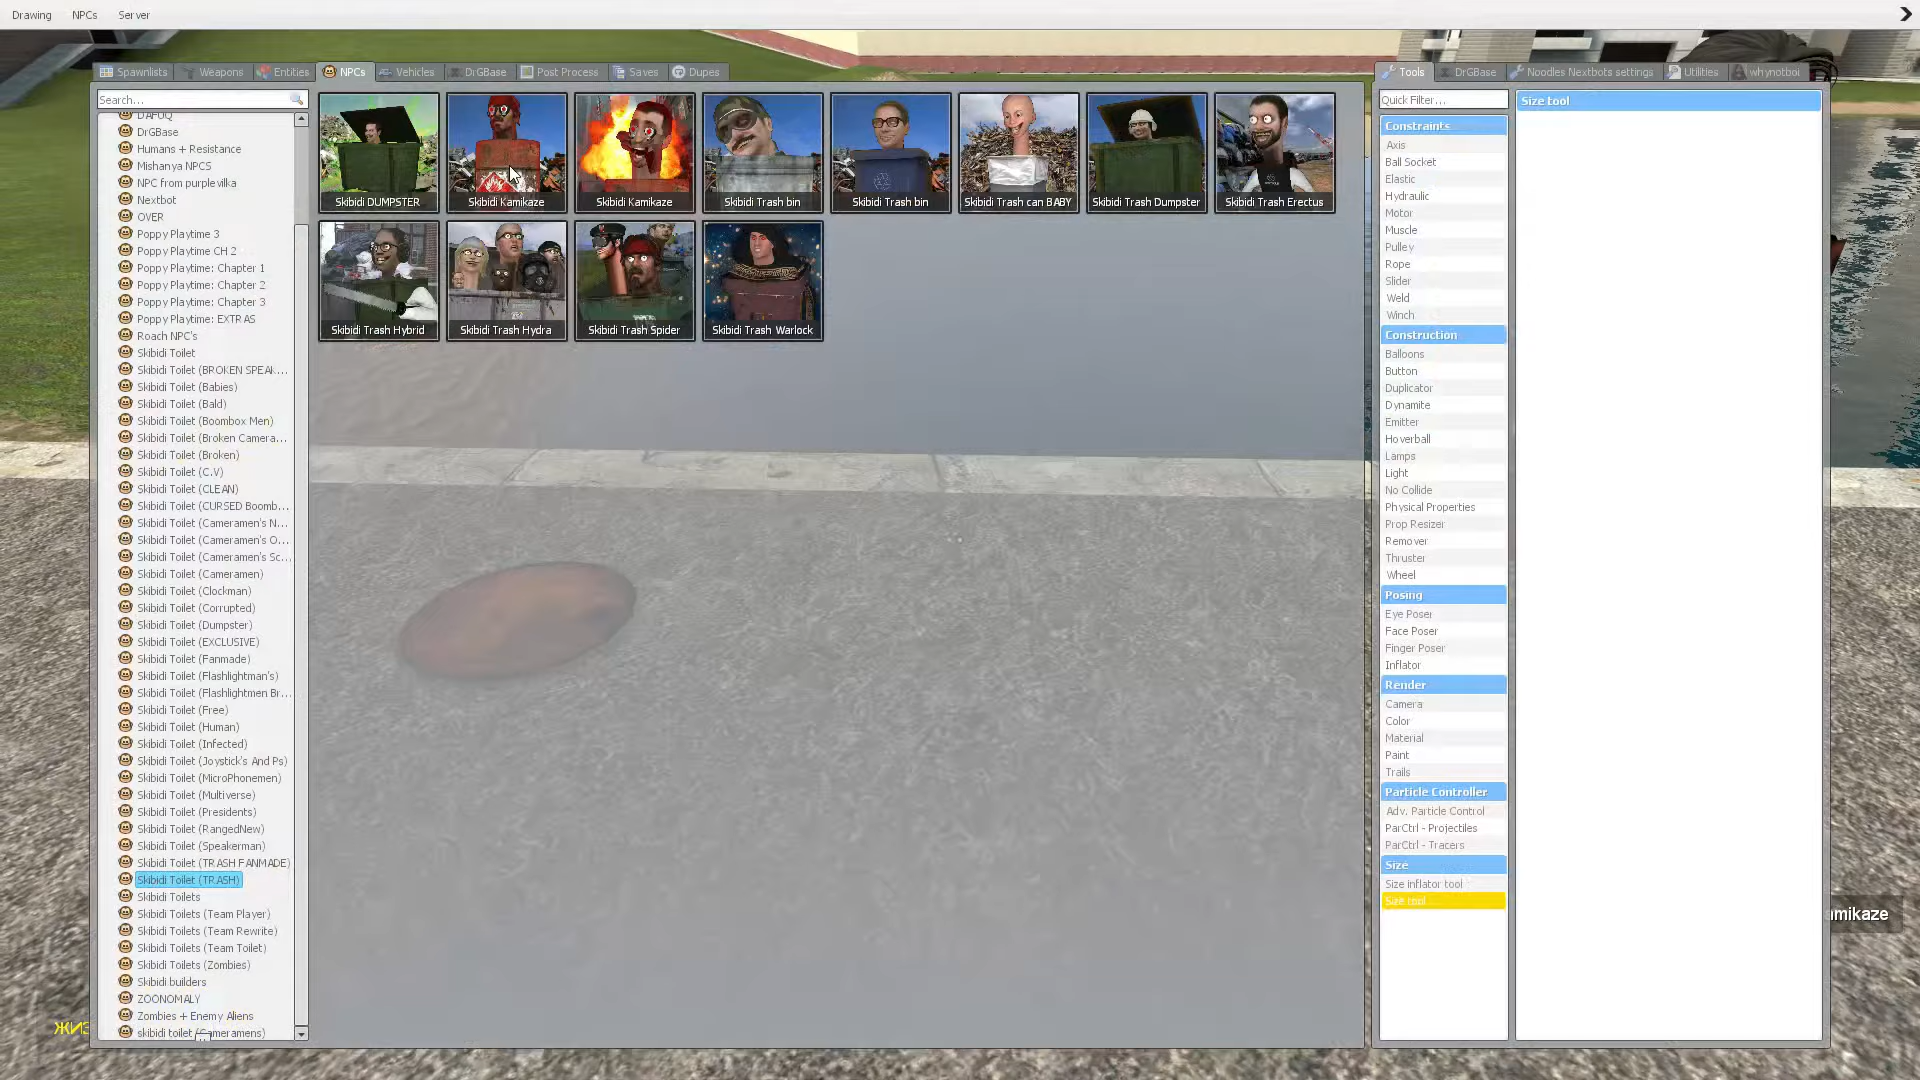 Drawing NPCs Server
Spawnlists Weapons Entities NPCs Vehicles DrGBase Post Process Saves Dupes
Search...
DAFUQ
DrGBase
Humans + Resistance
Mishanya NPCS
NPC from purplevilka
Nextbot
OVER
Poppy Playtime 3
Poppy Playtime CH 2
Poppy Playtime: Chapter 1
Poppy Playtime: Chapter 2
Poppy Playtime: Chapter 3
Poppy Playtime: EXTRAS
Roach NPC's
Skibidi Toilet
Skibidi Toilet (BROKEN SPEAK...
Skibidi Toilet (Babies)
Skibidi Toilet (Bald)
Skibidi Toilet (Boombox Men)
Skibidi Toilet (Broken Camera...
Skibidi Toilet (Broken)
Skibidi Toilet (C.V)
Skibidi Toilet (CLEAN)
Skibidi Toilet (CURSED Boomb...
Skibidi Toilet (Cameramen's N...
Skibidi Toilet (Cameramen's O...
Skibidi Toilet (Cameramen's Sc...
Skibidi Toilet (Cameramen)
Skibidi Toilet (Clockman)
Skibidi Toilet (Corrupted)
Skibidi Toilet (Dumpster)
Skibidi Toilet (EXCLUSIVE)
Skibidi Toilet (Fanmade)
Skibidi Toilet (Flashlightman's)
Skibidi Toilet (Flashlightmen Br...
Skibidi Toilet (Free)
Skibidi Toilet (Human)
Skibidi Toilet (Infected)
Skibidi Toilet (Joystick's And Ps)
Skibidi Toilet (MicroPhonemen)
Skibidi Toilet (Multiverse)
Skibidi Toilet (Presidents)
Skibidi Toilet (RangedNew)
Skibidi Toilet (Speakerman)
Skibidi Toilet (TRASH FANMADE)
Skibidi Toilet (TRASH)
Skibidi Toilets
Skibidi Toilets (Team Player)
Skibidi Toilets (Team Rewrite)
Skibidi Toilets (Team Toilet)
Skibidi Toilets (Zombies)
Skibidi builders
ZOONOMALY
Zombies + Enemy Aliens
skibidi toilet (Cameramens)
Skibidi DUMPSTER Skibidi Kamikaze Skibidi Kamikaze Skibidi Trash bin Skibidi Trash bin Skibidi Trash can BABY Skibidi Trash Dumpster Skibidi Trash Erectus
Skibidi Trash Hybrid Skibidi Trash Hydra Skibidi Trash Spider Skibidi Trash Warlock
Tools DrGBase Noodles Nextbots settings Utilities whynotboi
Quick Filter...
Constraints
Axis
Ball Socket
Elastic
Hydraulic
Motor
Muscle
Pulley
Rope
Slider
Weld
Winch
Construction
Balloons
Button
Duplicator
Dynamite
Emitter
Hoverball
Lamps
Light
No Collide
Physical Properties
Prop Resizer
Remover
Thruster
Wheel
Posing
Eye Poser
Face Poser
Finger Poser
Inflator
Render
Camera
Color
Material
Paint
Trails
Particle Controller
Adv. Particle Control
ParCtrl - Projectiles
ParCtrl - Tracers
Size
Size inflator tool
Size tool
Size tool
amikaze
ЖИЗ